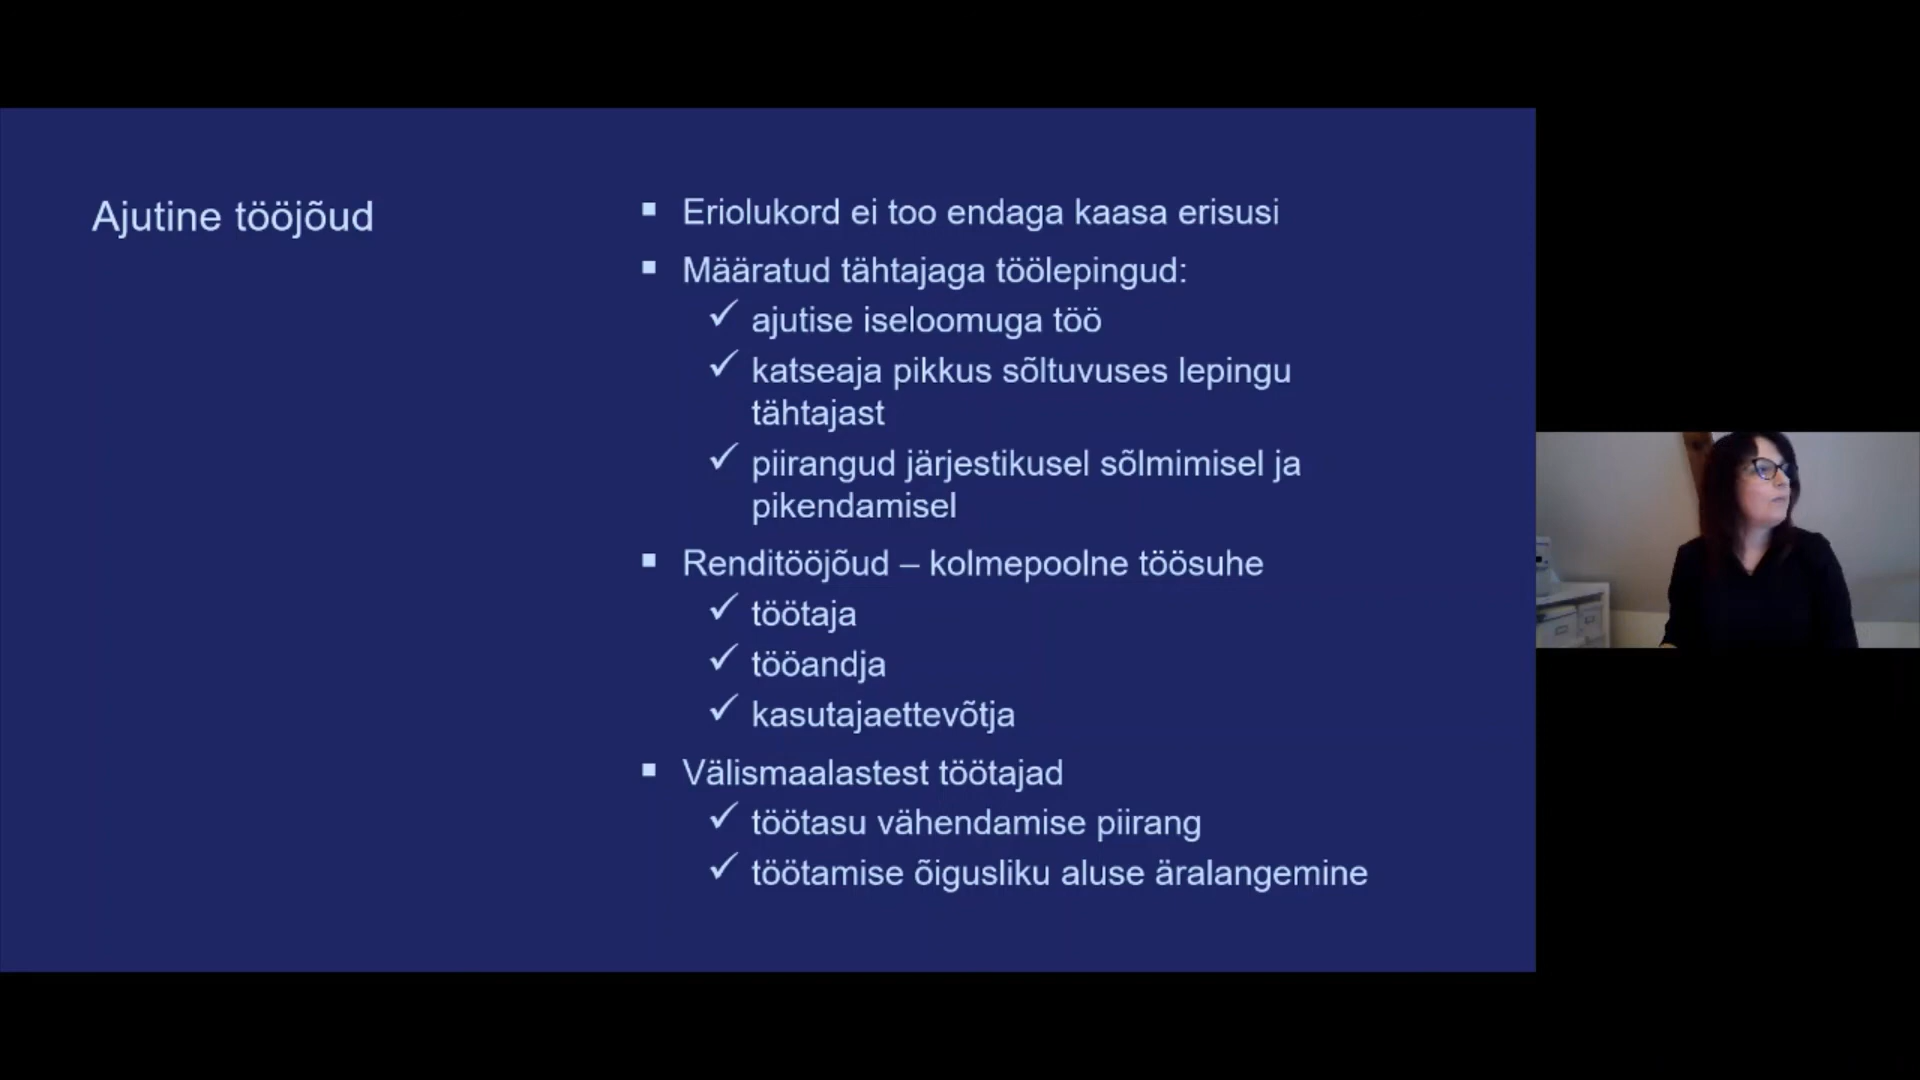 Ajutine tööjõud
▪ Eriolukord ei too endaga kaasa erisusi
▪ Määratud tähtajaga töölepingud:
✓ ajutise iseloomuga töö
✓ katseaja pikkus sõltuvuses lepingu
tähtajast
✓ piirangud järjestikusel sõlmimisel ja
pikendamisel
▪ Renditööjõud – kolmepoolne töösuhe
✓ töötaja
✓ tööandja
✓ kasutajaettevõtja
▪ Välismaalastest töötajad
✓ töötasu vähendamise piirang
✓ töötamise õigusliku aluse äralangemine